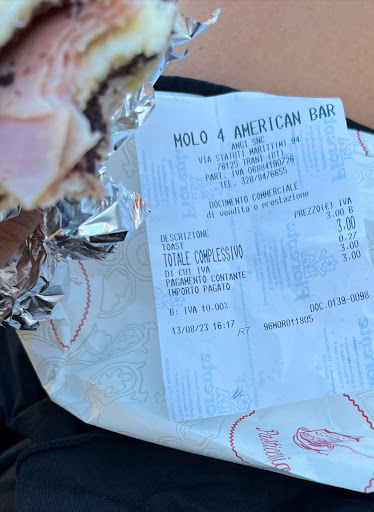 MOLO 4 AMERICAN BAR
ANGI SNC
VIA STATUTI MARITTIMI 94
76125 TRANI (BT)
PART. IVA 06884190726
TEL. 328/8476655
DOCUMENTO COMMERCIALE
di vendita o prestazione
DESCRIZIONE PREZZO(€) IVA
TOAST 3.00 B
TOTALE COMPLESSIVO 3.00
DI CUI IVA 0.27
PAGAMENTO CONTANTE 3.00
IMPORTO PAGATO 3.00
B: IVA 10.00%
13/08/23 16:17 DOC.0139-0098
RT 96MOR011805
Pasticceria